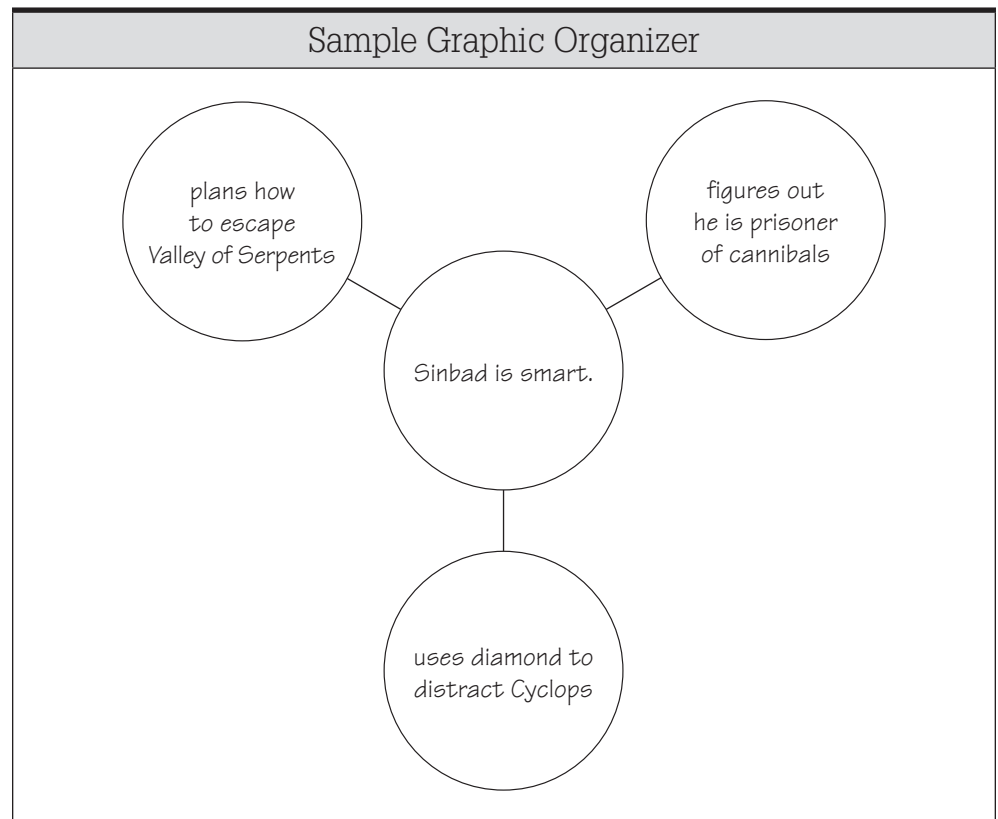 Sample Graphic Organizer
plans how
to escape
Valley of Serpents
figures out
he is prisoner
of cannibals
Sinbad is smart.
uses diamond to
distract Cyclops